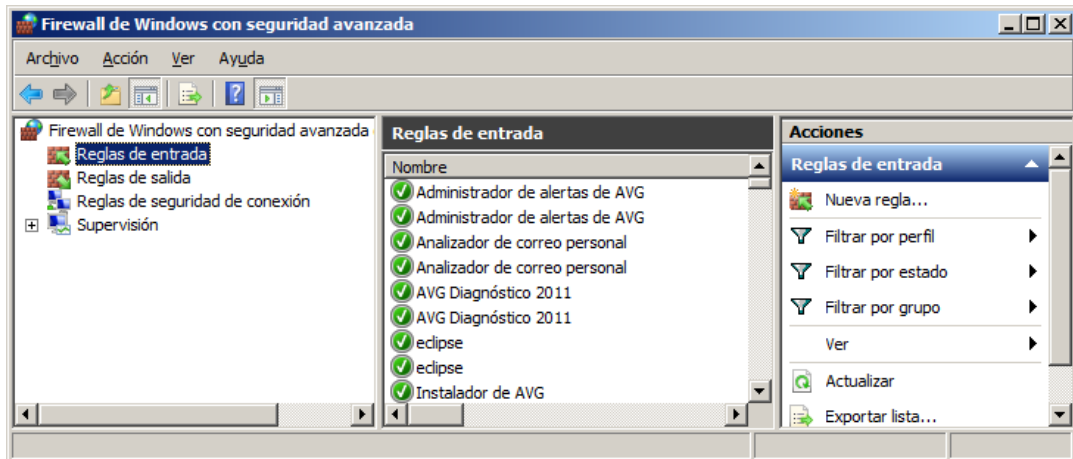 Firewall de Windows con seguridad avanzada
Archivo Acción Ver Ayuda
Firewall de Windows con seguridad avanzada
Reglas de entrada
Reglas de salida
Reglas de seguridad de conexión
Supervisión
Reglas de entrada
Nombre
Administrador de alertas de AVG
Administrador de alertas de AVG
Analizador de correo personal
Analizador de correo personal
AVG Diagnóstico 2011
AVG Diagnóstico 2011
eclipse
eclipse
Instalador de AVG
Acciones
Reglas de entrada
Nueva regla...
Filtrar por perfil
Filtrar por estado
Filtrar por grupo
Ver
Actualizar
Exportar lista...